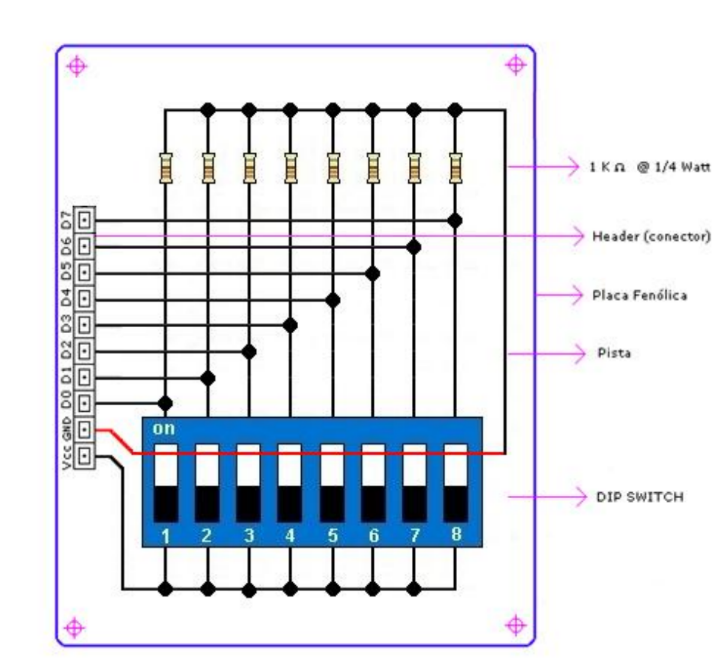 1 K Ω @ 1/4 Watt
D7
Header (conector)
D6
D5
Placa Fenólica
D4
D3
D2
Pista
D1
D0
GND
Vcc
on
DIP SWITCH
1 2 3 4 5 6 7 8